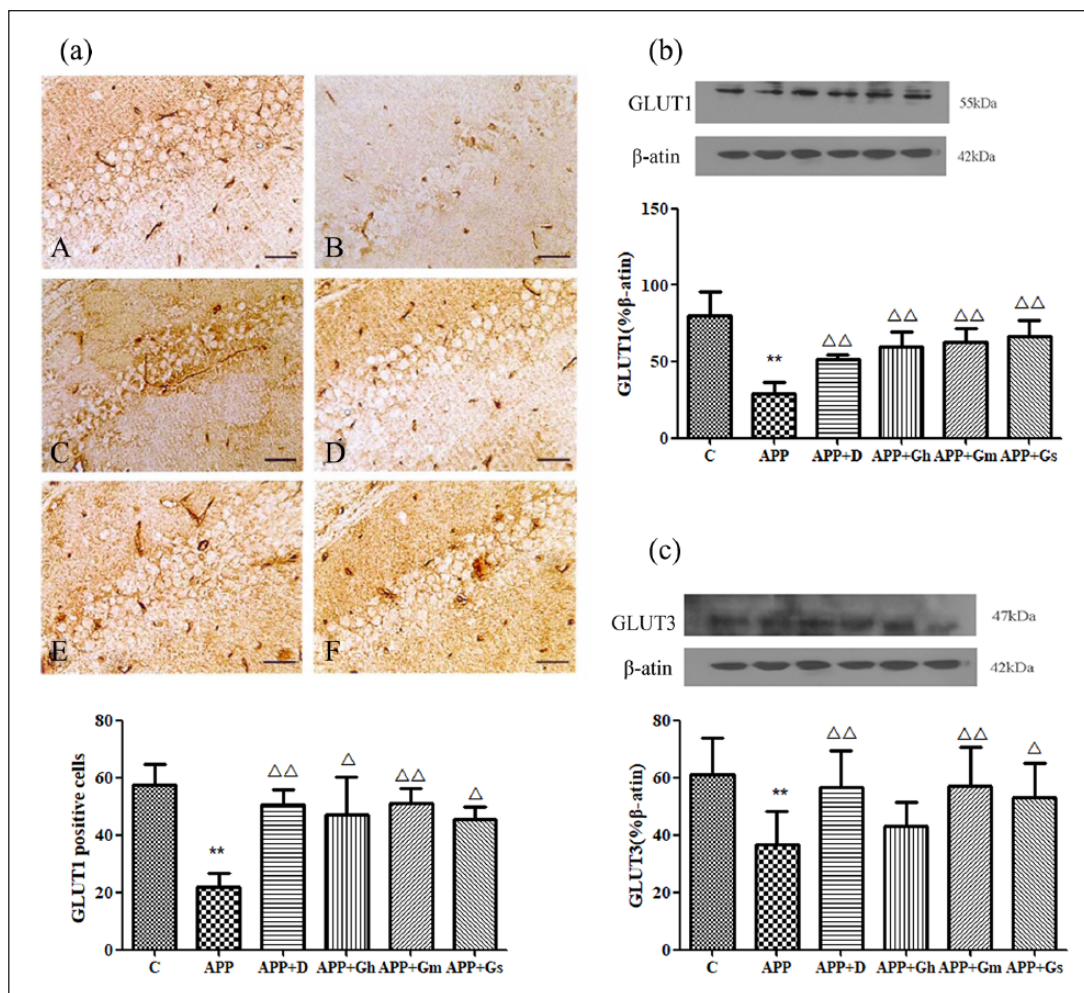 (a)
A
B
C
D
E
F
GLUT1 positive cells
80
60
40
20
0
**
△△
△
△△
△
C APP APP+D APP+Gh APP+Gm APP+Gs
(b)
GLUT1
55kDa
β-atin
42kDa
GLUT1(%β-atin)
150
100
50
0
**
△△
△△
△△
△△
C APP APP+D APP+Gh APP+Gm APP+Gs
(c)
GLUT3
47kDa
β-atin
42kDa
GLUT3(%β-atin)
80
60
40
20
0
**
△△
△△
△
C APP APP+D APP+Gh APP+Gm APP+Gs